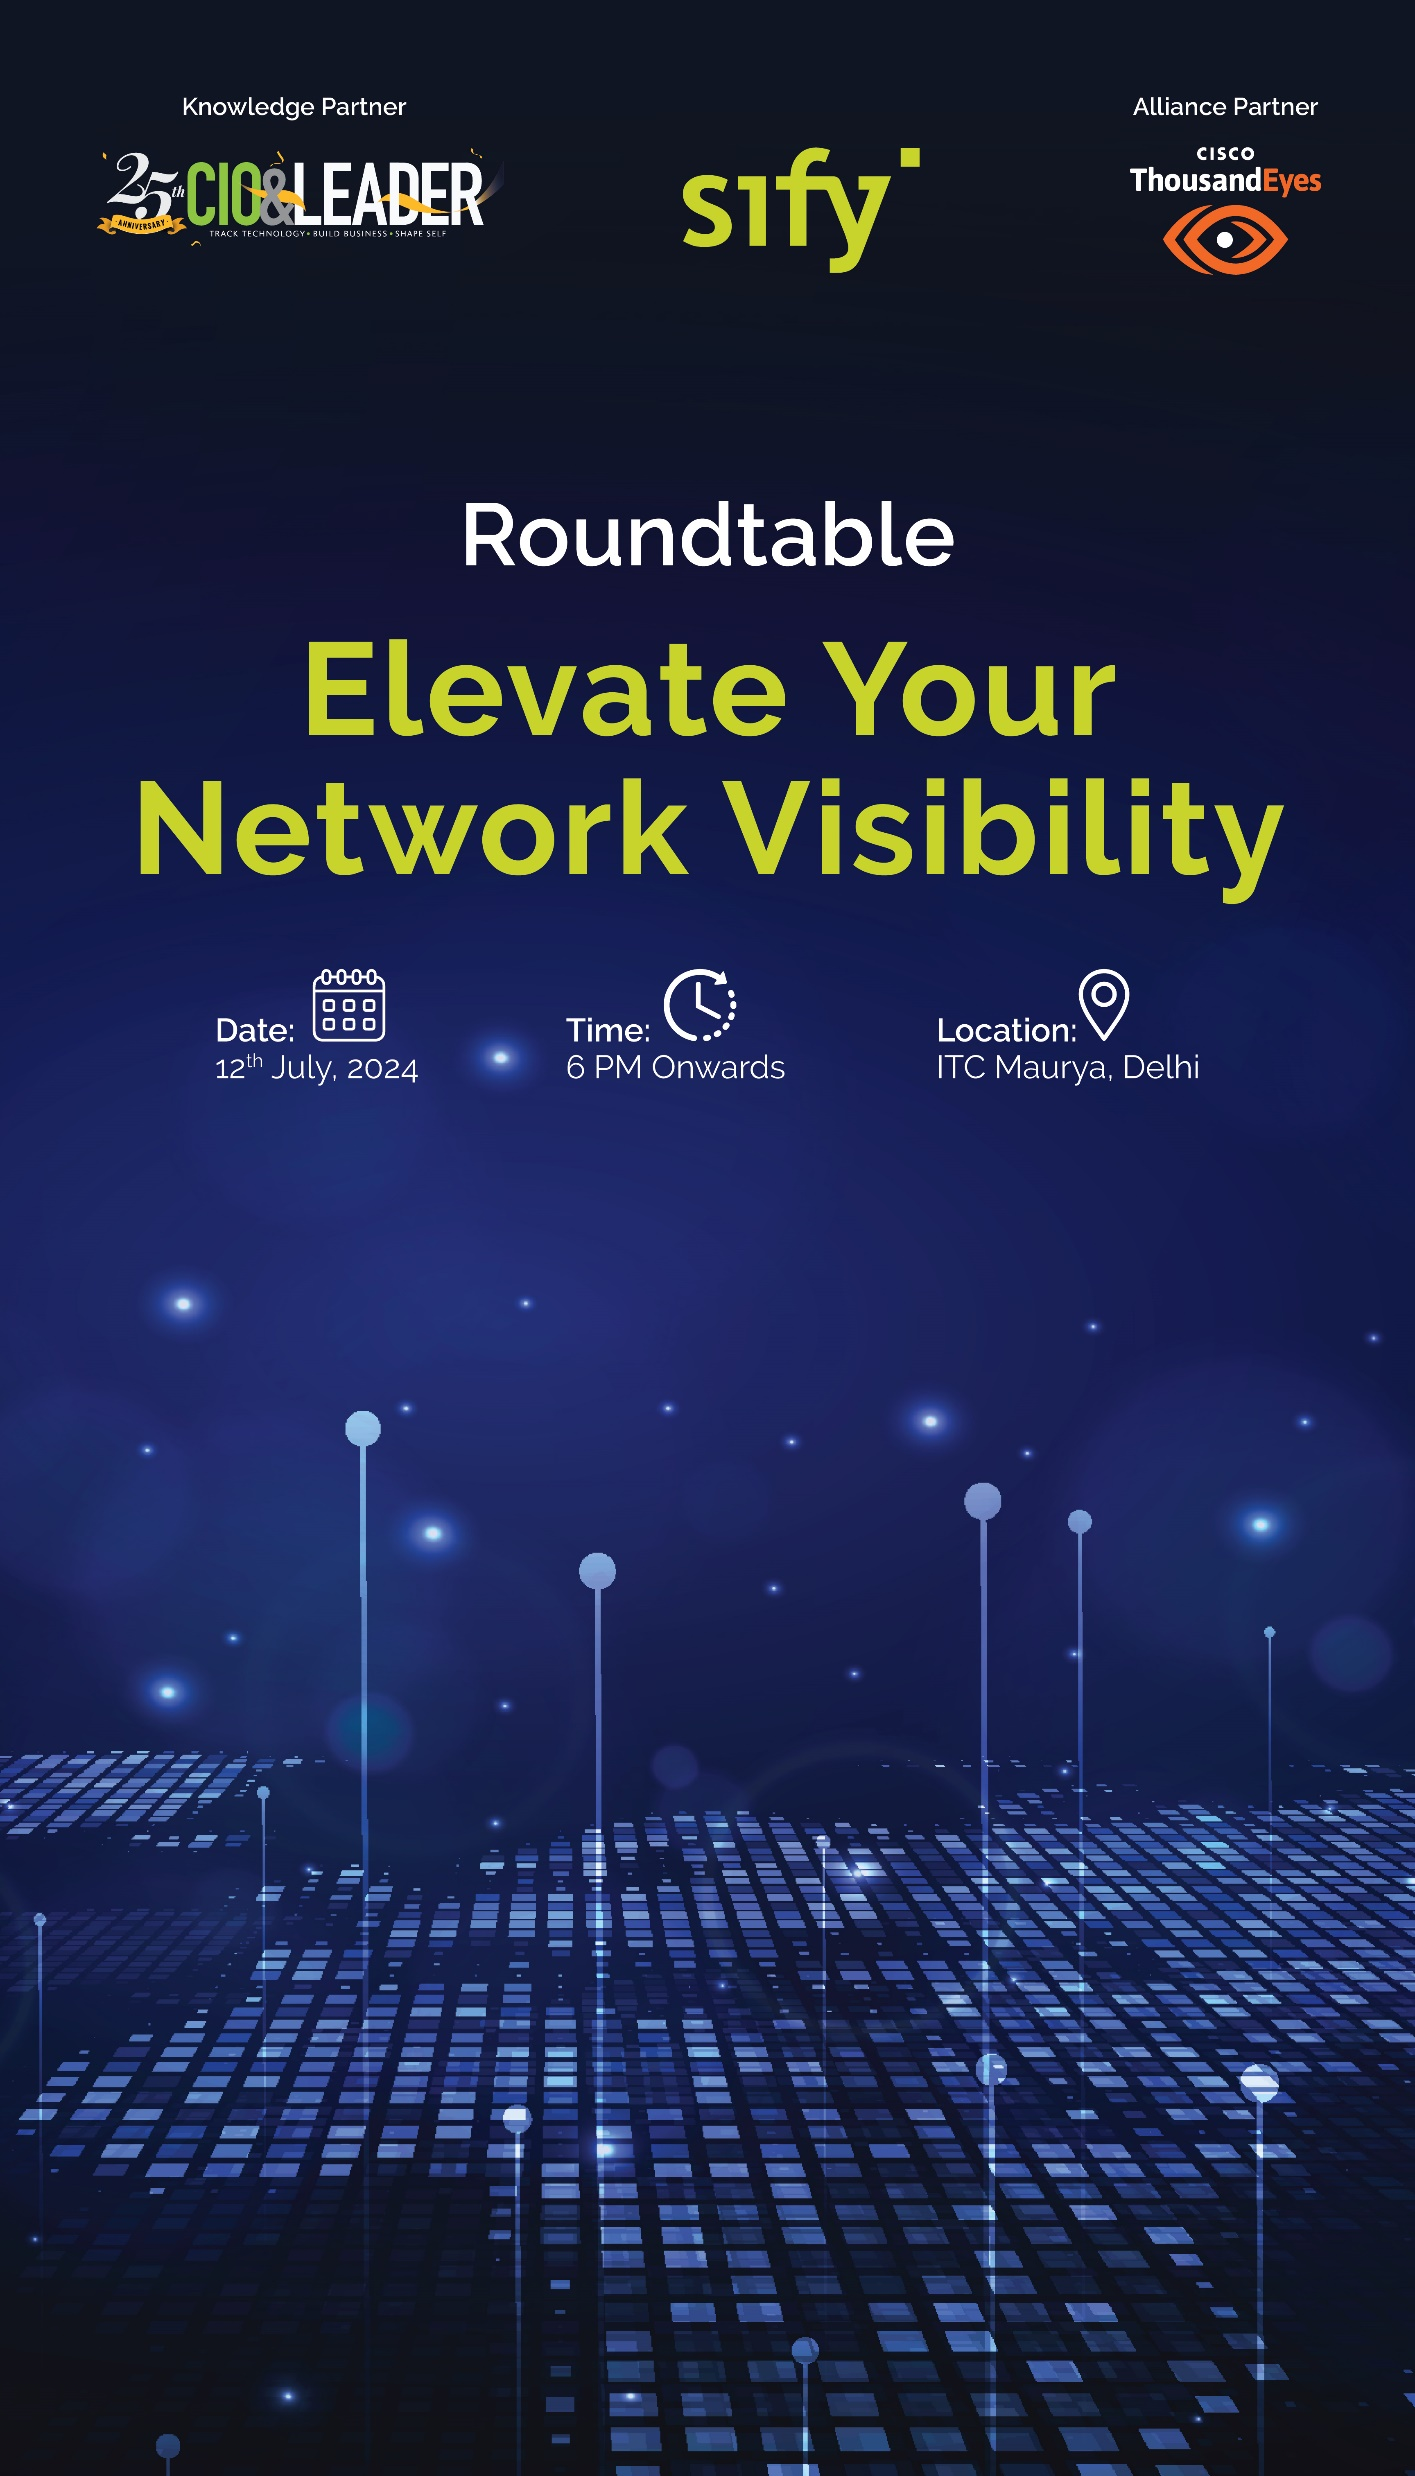 Knowledge Partner
25th ANNIVERSARY
CIO&LEADER
TRACK TECHNOLOGY • BUILD BUSINESS • SHAPE SELF
sify
Alliance Partner
CISCO
ThousandEyes
Roundtable
Elevate Your
Network Visibility
Date:
12th July, 2024
Time:
6 PM Onwards
Location:
ITC Maurya, Delhi